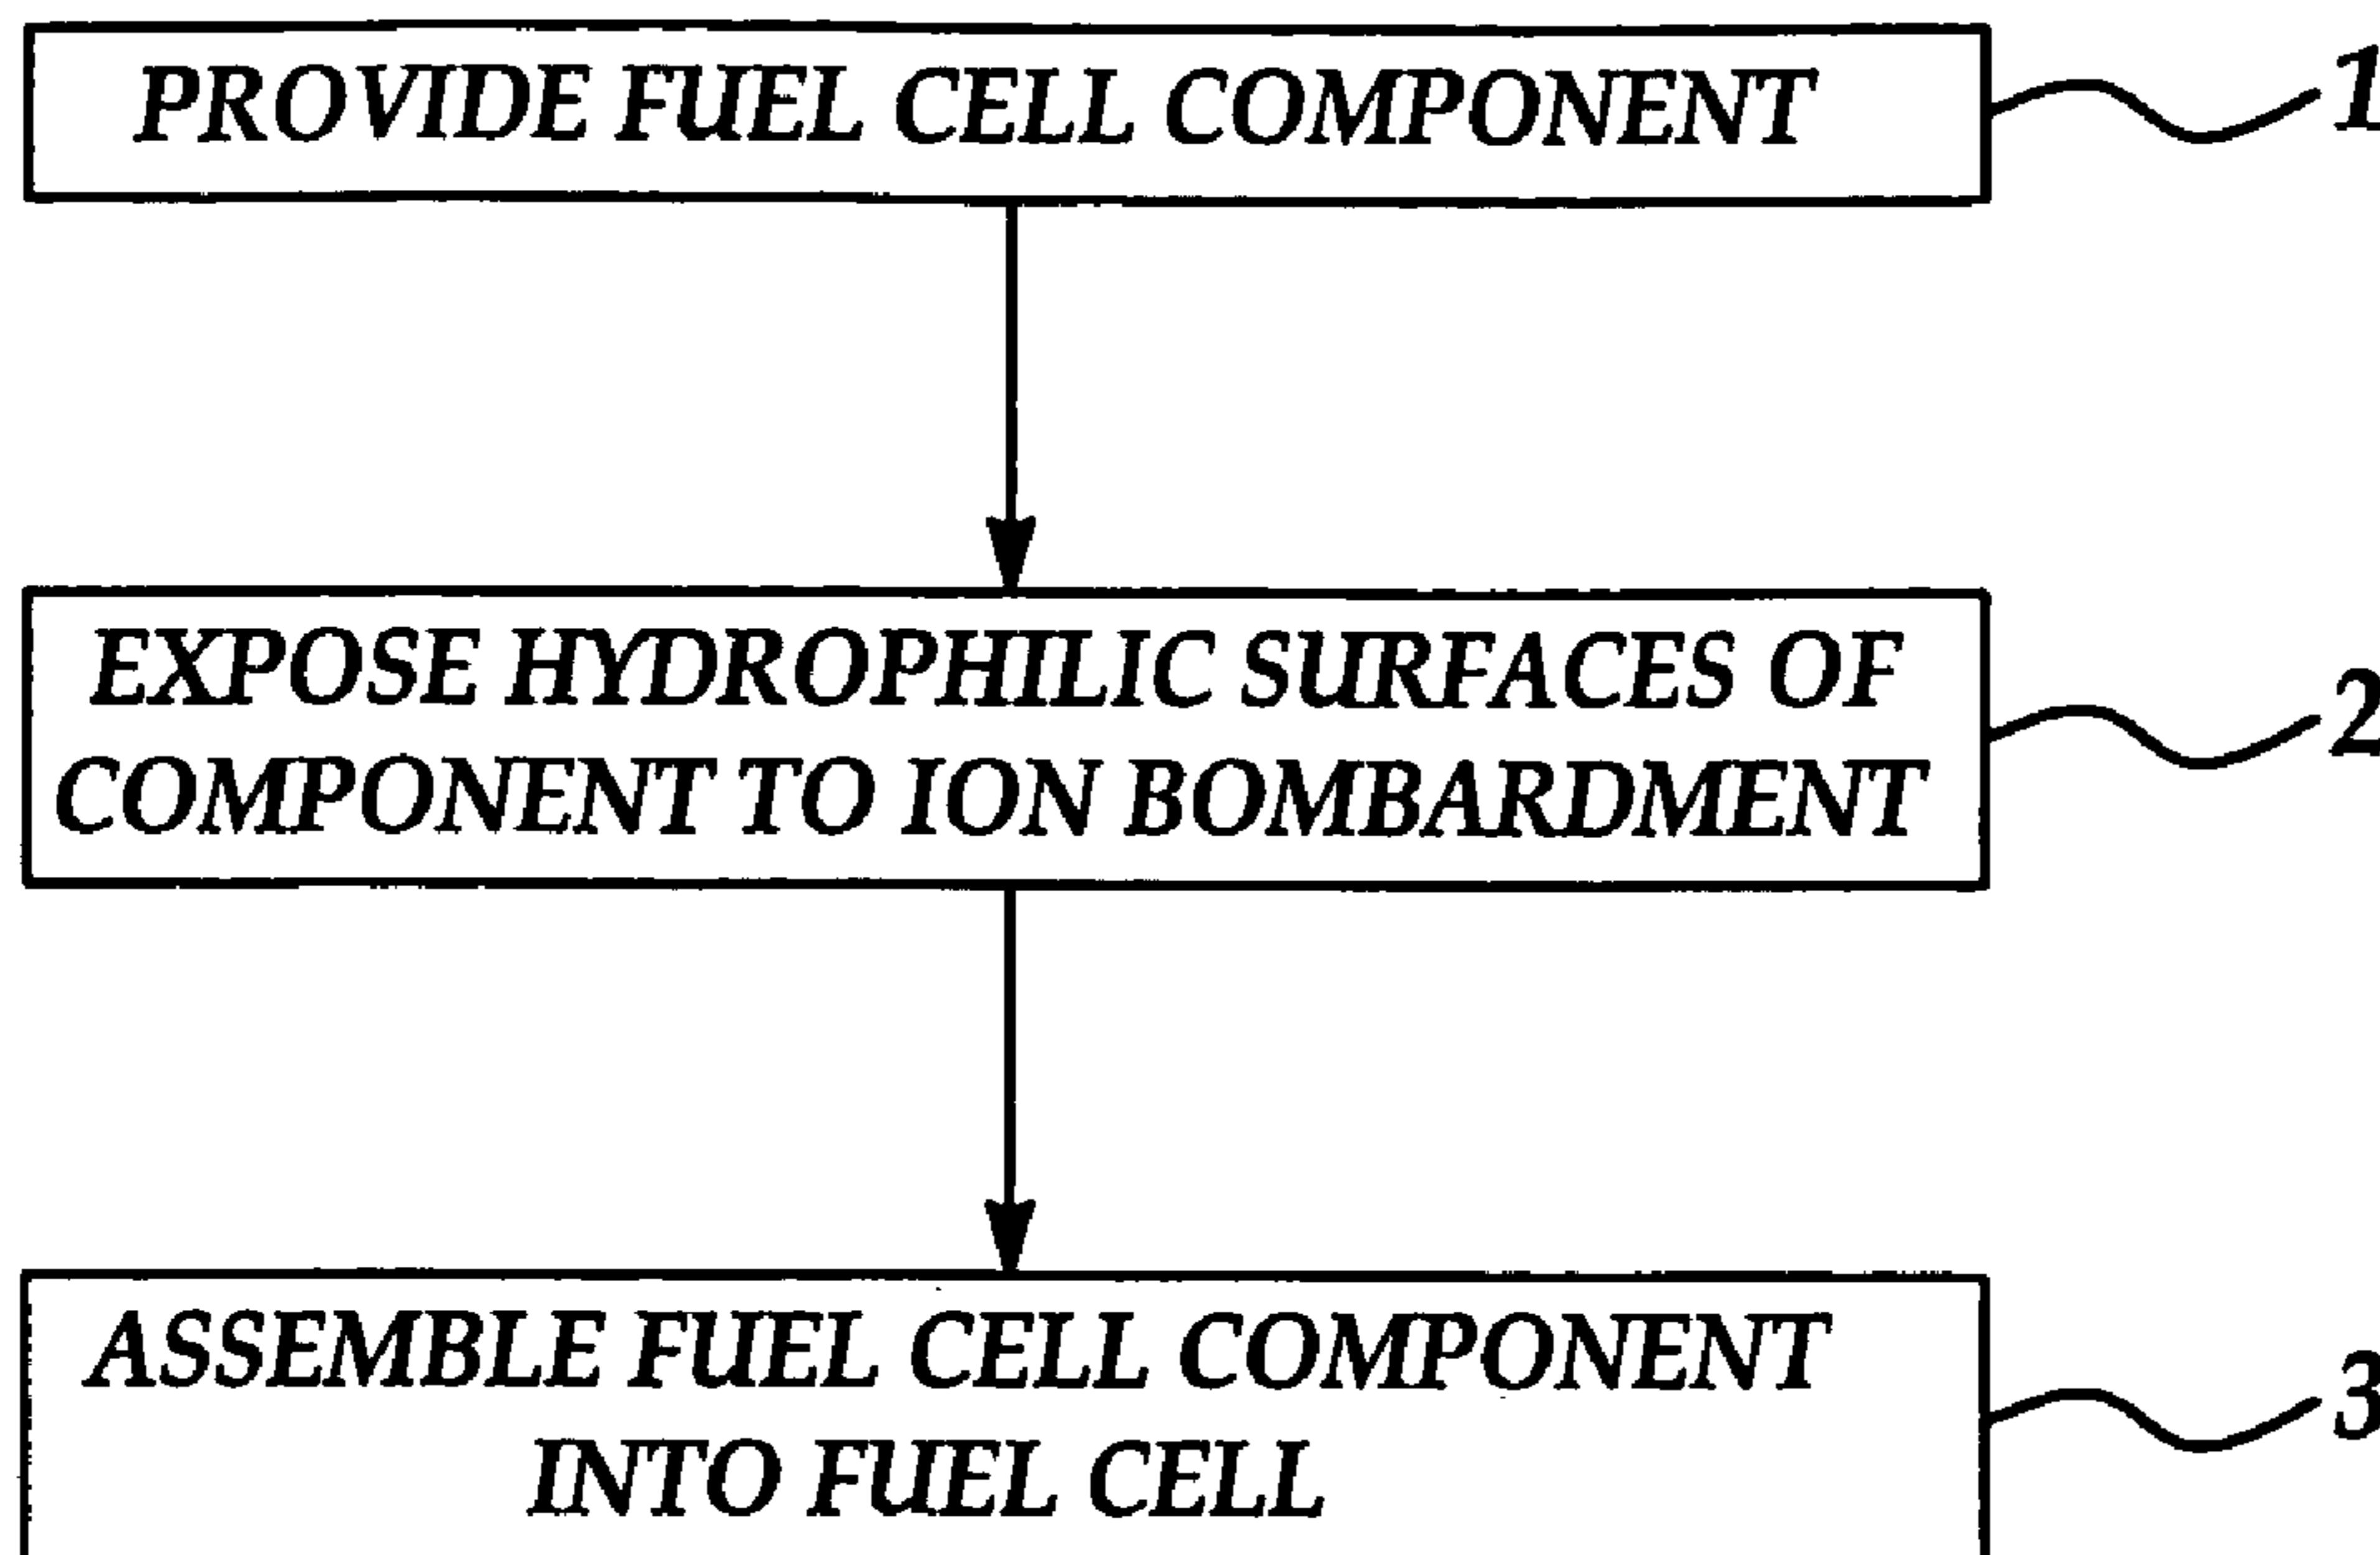 PROVIDE FUEL CELL COMPONENT
1
EXPOSE HYDROPHILIC SURFACES OF
COMPONENT TO ION BOMBARDMENT
2
ASSEMBLE FUEL CELL COMPONENT
INTO FUEL CELL
3